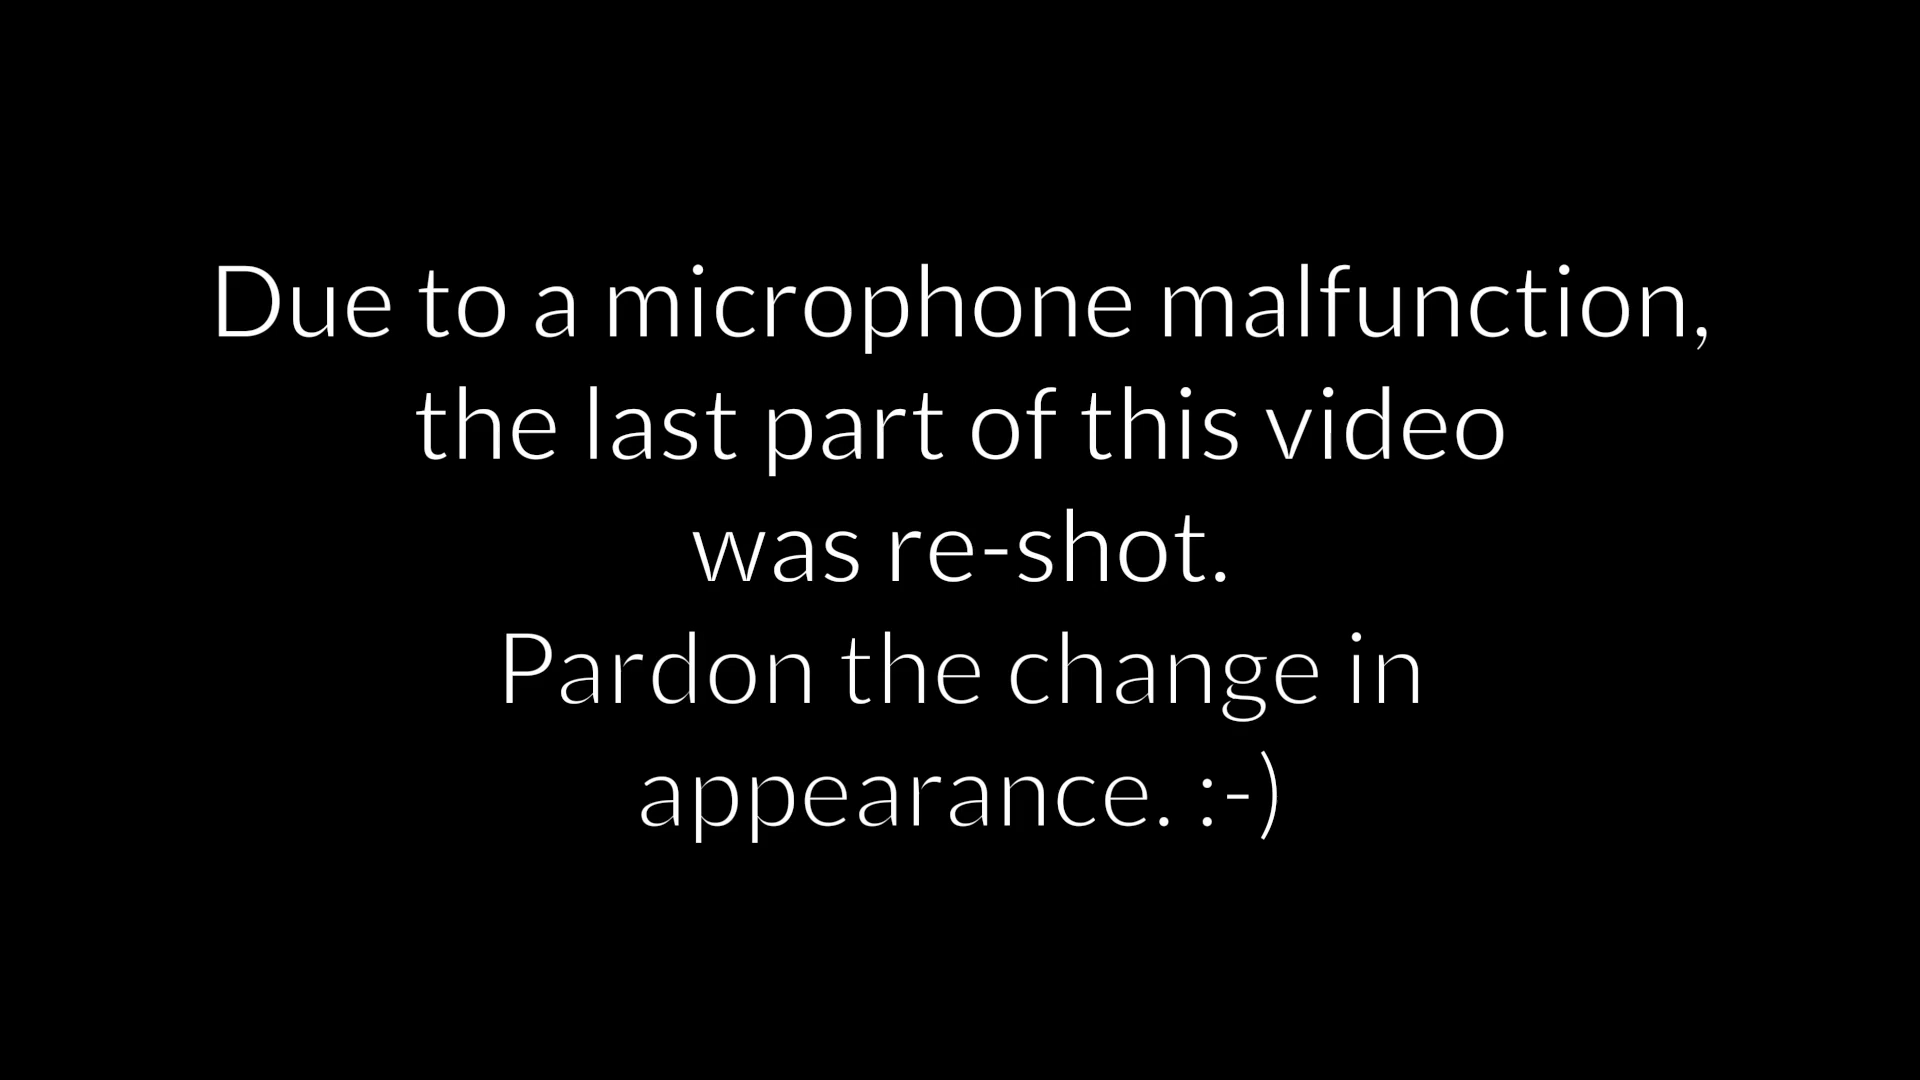 Due to a microphone malfunction,
the last part of this video
was re-shot.
Pardon the change in
appearance. :-)